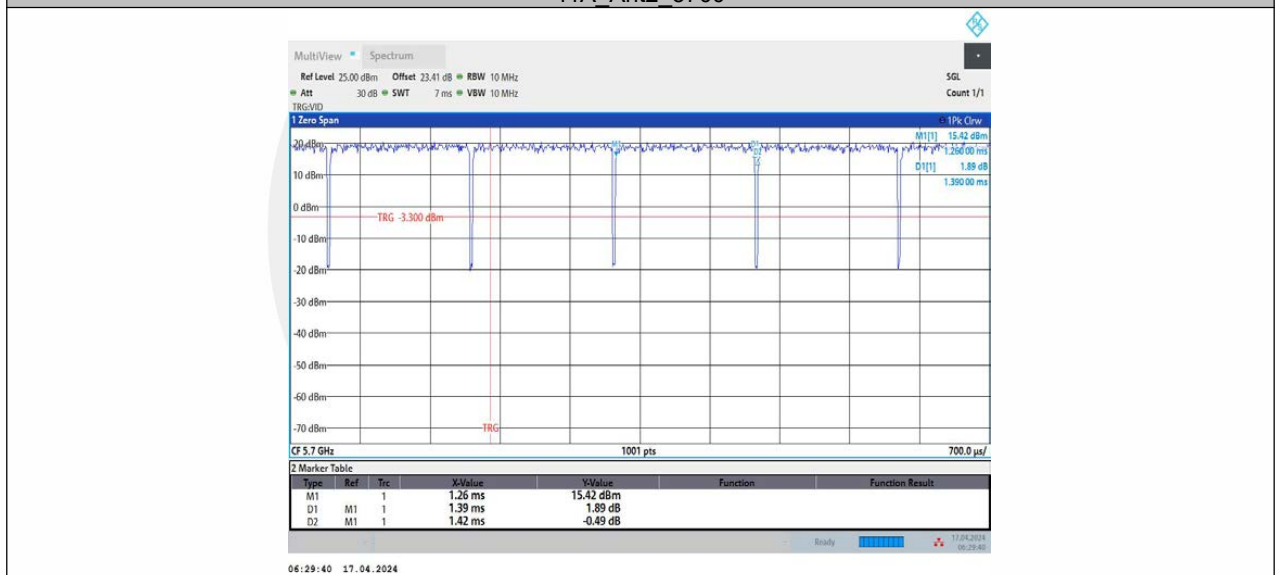 MultiView Spectrum
Ref Level 25.00 dBm Offset 23.41 dB RBW 10 MHz SGL
Att 30 dB SWT 7 ms VBW 10 MHz Count 1/1
TRG:VID
1 Zero Span 1Pk Clrw
M1[1] 15.42 dBm
1.260 00 ms
D1[1] 1.89 dB
1.390 00 ms
20 dBm
10 dBm
0 dBm
TRG -3.300 dBm
-10 dBm
-20 dBm
-30 dBm
-40 dBm
-50 dBm
-60 dBm
-70 dBm
TRG
CF 5.7 GHz 1001 pts 700.0 µs/
2 Marker Table
Type Ref Trc X-Value Y-Value Function Function Result
M1 1 1.26 ms 15.42 dBm
D1 M1 1 1.39 ms 1.89 dB
D2 M1 1 1.42 ms -0.49 dB
Ready 17.04.2024
06:29:40
06:29:40 17.04.2024